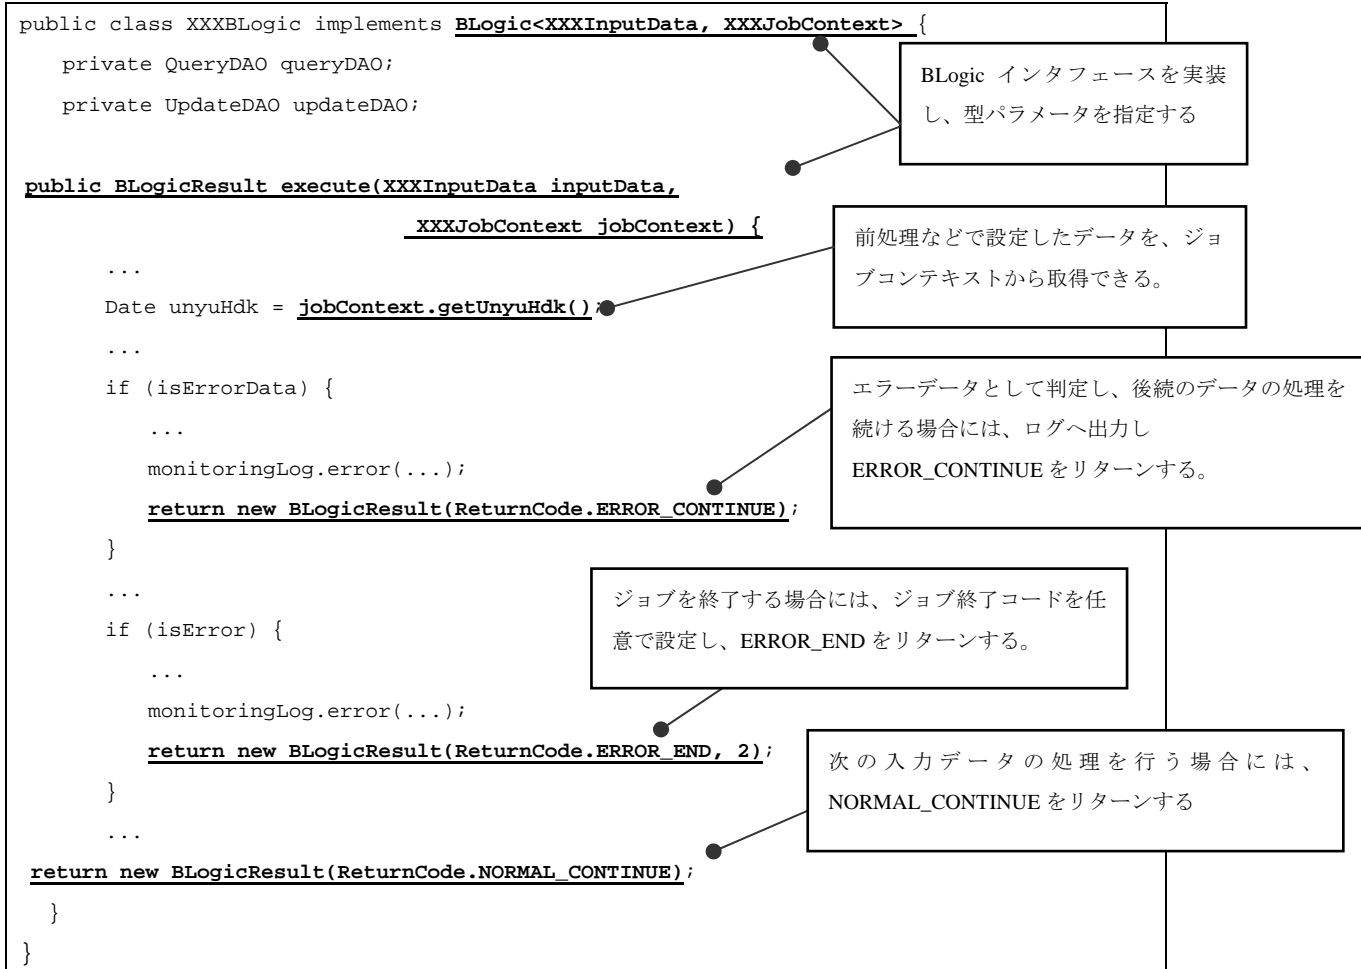 public class XXXBLogic implements BLogic<XXXInputData, XXXJobContext> {
private QueryDAO queryDAO;
private UpdateDAO updateDAO;
BLogic インタフェースを実装
し、型パラメータを指定する
public BLogicResult execute(XXXInputData inputData,
XXXJobContext jobContext) {
前処理などで設定したデータを、ジョ
ブコンテキストから取得できる。
...
Date unyuHdk = jobContext.getUnyuHdk();
...
if (isErrorData) {
エラーデータとして判定し、後続のデータの処理を
続ける場合には、ログへ出力し
ERROR_CONTINUE をリターンする。
...
monitoringLog.error(...);
return new BLogicResult(ReturnCode.ERROR_CONTINUE);
}
...
ジョブを終了する場合には、ジョブ終了コードを任
意で設定し、ERROR_END をリターンする。
if (isError) {
...
monitoringLog.error(...);
return new BLogicResult(ReturnCode.ERROR_END, 2);
次の入力データの処理を行う場合には、
NORMAL_CONTINUE をリターンする
}
...
return new BLogicResult(ReturnCode.NORMAL_CONTINUE);
}
}